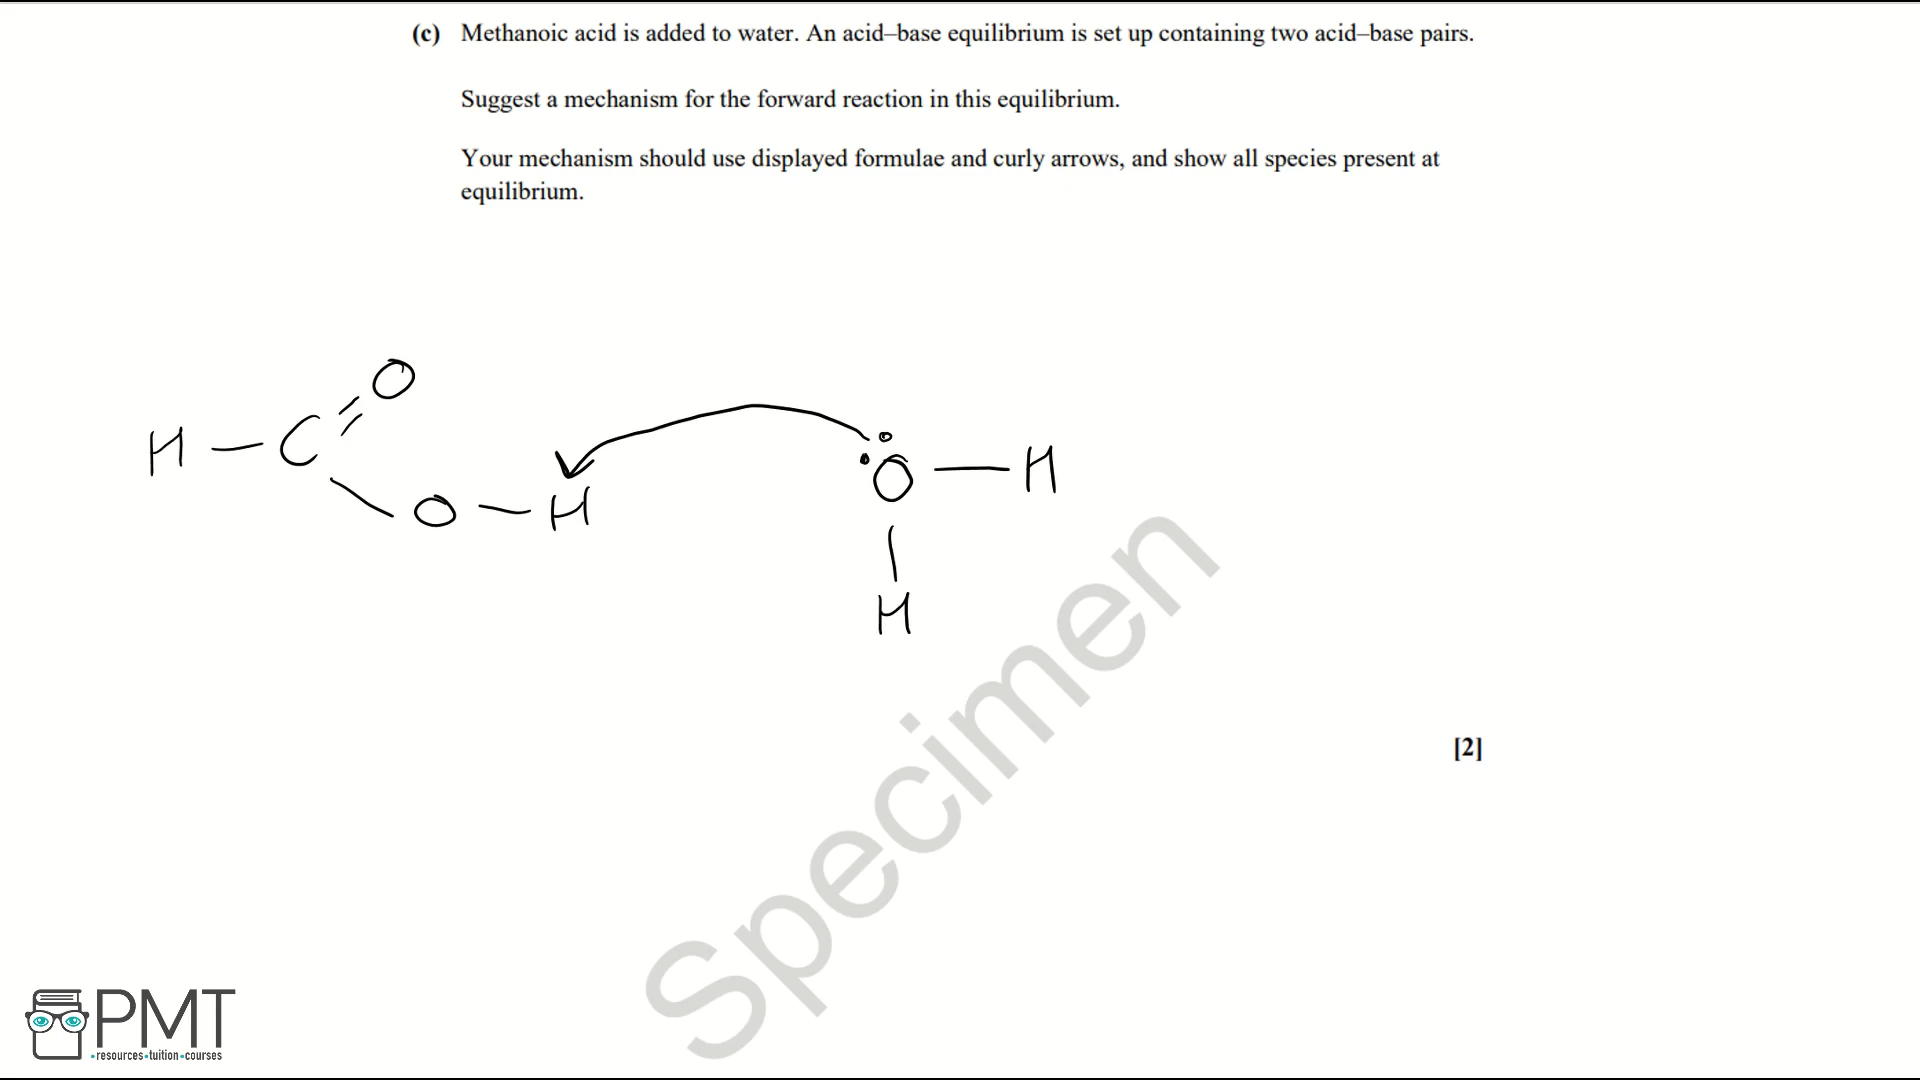 (c) Methanoic acid is added to water. An acid–base equilibrium is set up containing two acid–base pairs.
Suggest a mechanism for the forward reaction in this equilibrium.
Your mechanism should use displayed formulae and curly arrows, and show all species present at
equilibrium.
O
H — C =
O — H
O — H
H
[2]
Specimen
PMT
•resources•tuition•courses